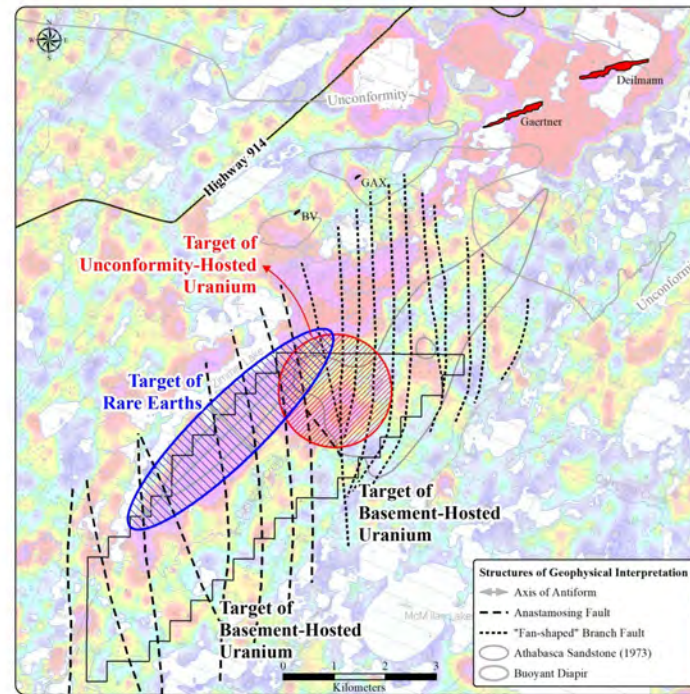 N
W
E
S
Deilmann
Unconformity
Gaertner
Highway 914
GAX
BV
Target of
Unconformity-Hosted
Uranium
Unconformity
Target of
Rare Earths
Target of
Basement-Hosted
Uranium
Target of
Basement-Hosted
Uranium
Structures of Geophysical Interpretation
Axis of Antiform
Anastamosing Fault
"Fan-shaped" Branch Fault
Athabasca Sandstone (1973)
Buoyant Diapir
0 1 2 3
Kilometers